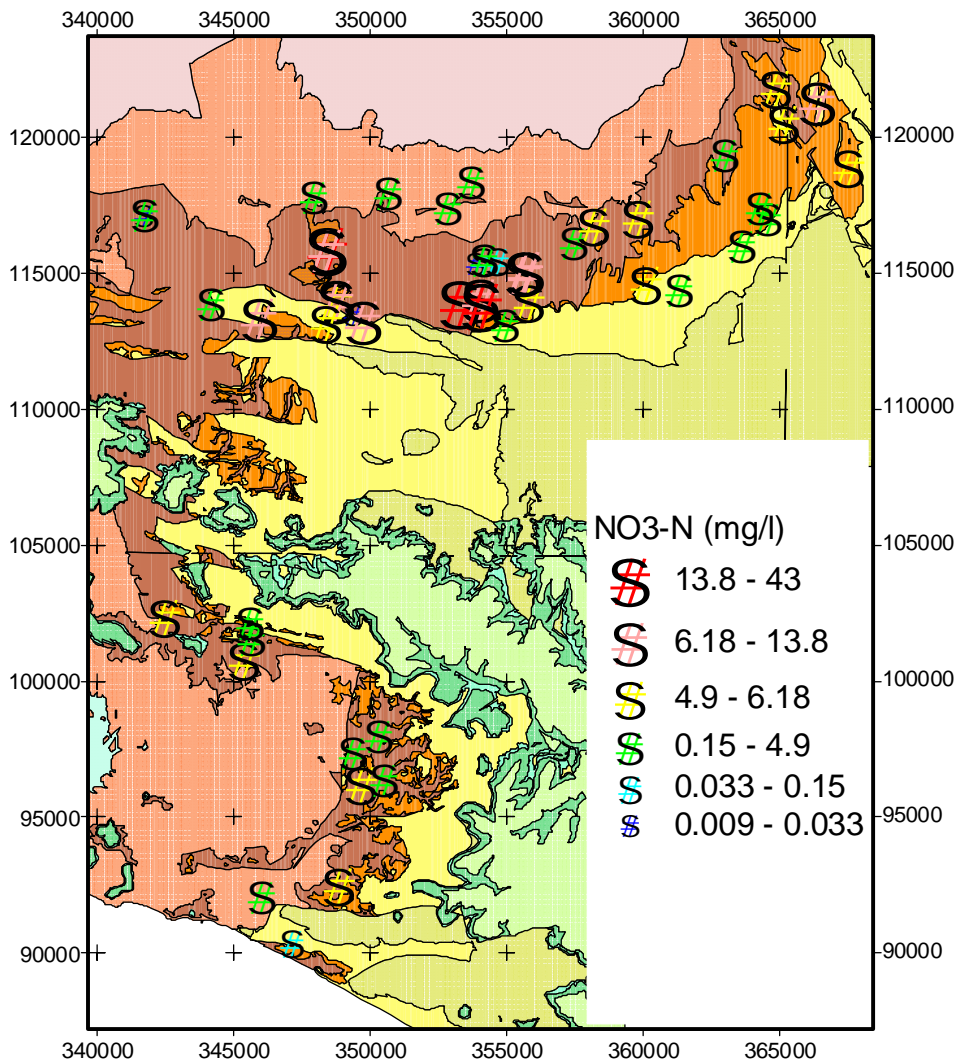 340000 345000 350000 355000 360000 365000
120000 120000
115000 115000
110000 110000
NO3-N (mg/l)
105000 105000
S 13.8 - 43
S 6.18 - 13.8
100000 100000
S 4.9 - 6.18
S 0.15 - 4.9
95000 95000
S 0.033 - 0.15
S 0.009 - 0.033
90000 90000
340000 345000 350000 355000 360000 365000